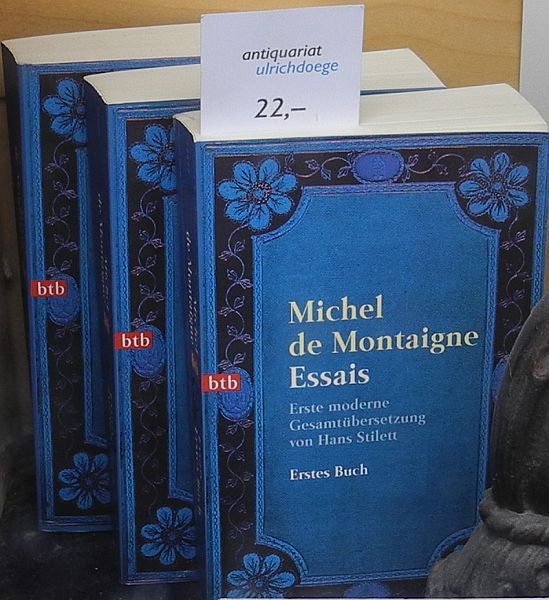 antiquariat
ulrichdoege
22,–
btb
btb
btb
Michel
de Montaigne
Essais
Erste moderne
Gesamtübersetzung
von Hans Stilett
Erstes Buch